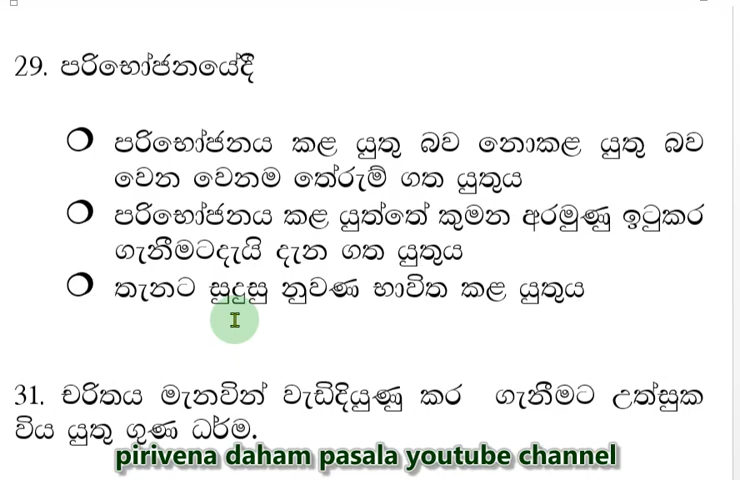 29. පරිභෝජනයේදී
පරිභෝජනය කළ යුතු බව නොකළ යුතු බව
වෙන වෙනම තේරුම් ගත යුතුය
පරිභෝජනය කළ යුත්තේ කුමන අරමුණු ඉටුකර
ගැනීමටදැයි දැන ගත යුතුය
තැනට සුදුසු නුවණ භාවිත කළ යුතුය
31. චරිතය මැනවින් වැඩිදියුණු කර ගැනීමට උත්සුක
විය යුතු ගුණ ධර්ම.
pirivena daham pasala youtube channel